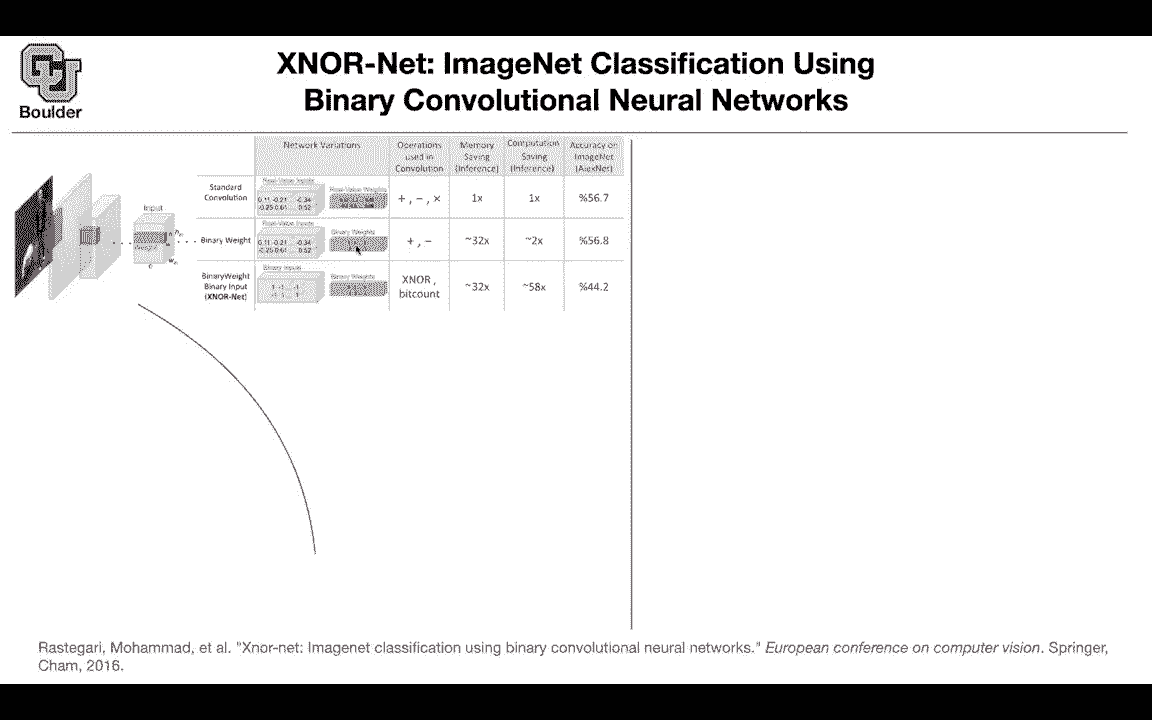 XNOR-Net: ImageNet Classification Using
Binary Convolutional Neural Networks
Boulder
Network Variations
Operations
used in
Convolution
Memory
Saving
(Inference)
Computation
Saving
(Inference)
Accuracy on
ImageNet
(AlexNet)
Input
Standard
Convolution
Real-Value Inputs
0.11 -0.21 ... -0.34
-0.25 0.61 ... 0.52
Real-Value Weights
+ , − , ×
1x
1x
%56.7
Binary Weight
Real-Value Inputs
0.11 -0.21 ... -0.34
-0.25 0.61 ... 0.52
Binary Weights
+ , −
~32x
~2x
%56.8
BinaryWeight
Binary Input
(XNOR-Net)
Binary Inputs
1 -1 ... -1
-1 -1 ... 1
Binary Weights
XNOR ,
bitcount
~32x
~58x
%44.2
Rastegari, Mohammad, et al. "Xnor-net: Imagenet classification using binary convolutional neural networks." European conference on computer vision. Springer,
Cham, 2016.